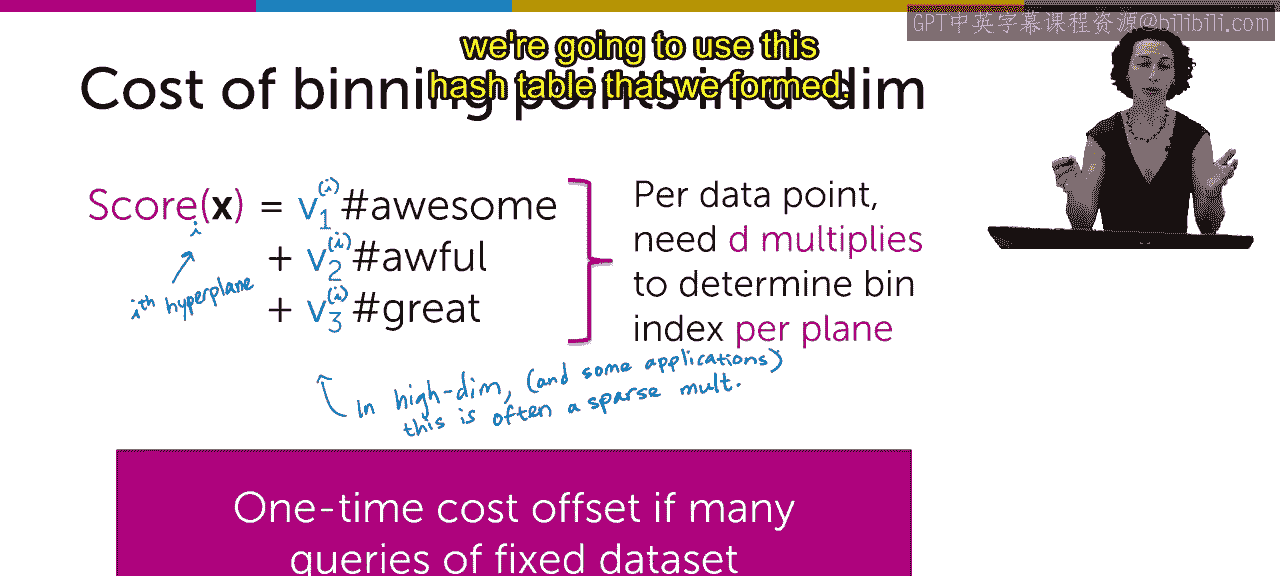 GPT中英字幕课程资源@bilibili.com
we're going to use this
hash table that we formed.
Cost of binning points in d-dim
Score(x) = v1(i) #awesome
i
+ v2(i) #awful
+ v3(i) #great
ith hyperplane
Per data point,
need d multiplies
to determine bin
index per plane
In high-dim, (and some applications)
this is often a sparse mult.
One-time cost offset if many
queries of fixed dataset